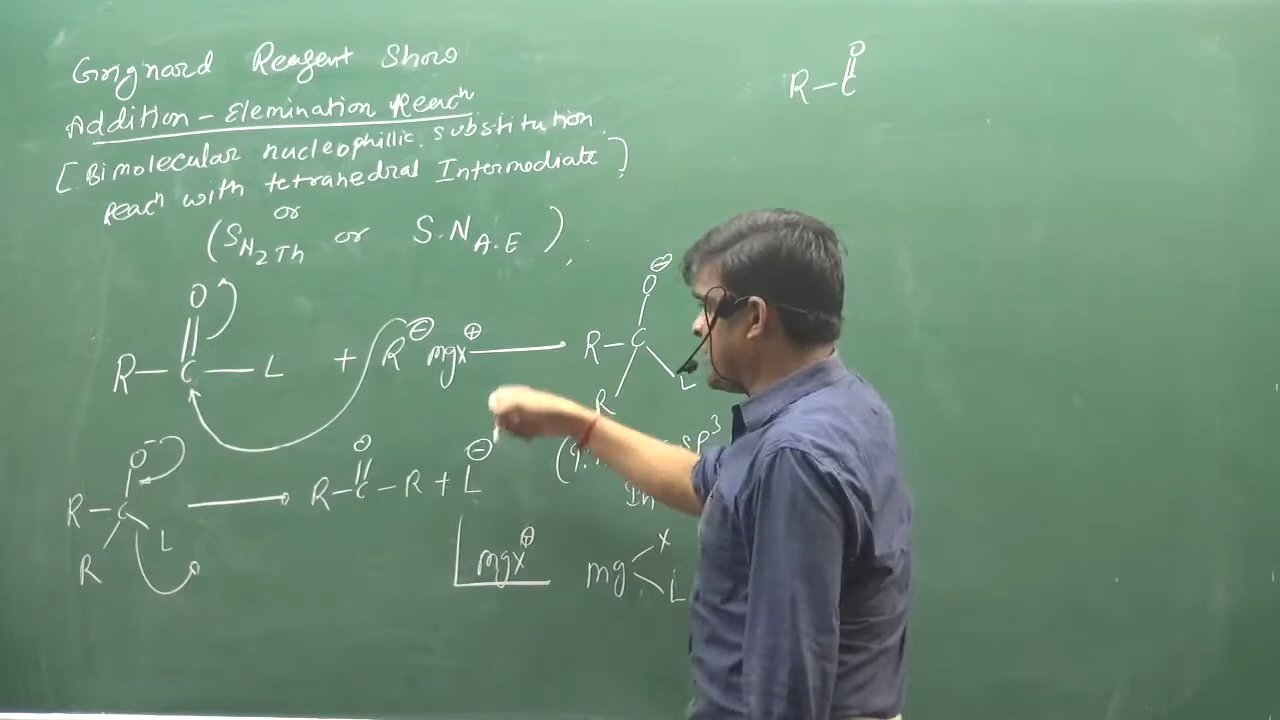 Grignard Reagent Show
Addition - Elemination Reacn
[Bimolecular nucleophillic substitution
Reacn with tetrahedral Intermediate]
or
(SN2Th or S.NA.E),
R-C=O
R-C(=O)-L + R⊖ mgx⊕ → R-C(O⊖)(R)-L
sp3
R-C(O-)(R)-L → R-C(=O)-R + L⊖
mgx⊕
mg<X L